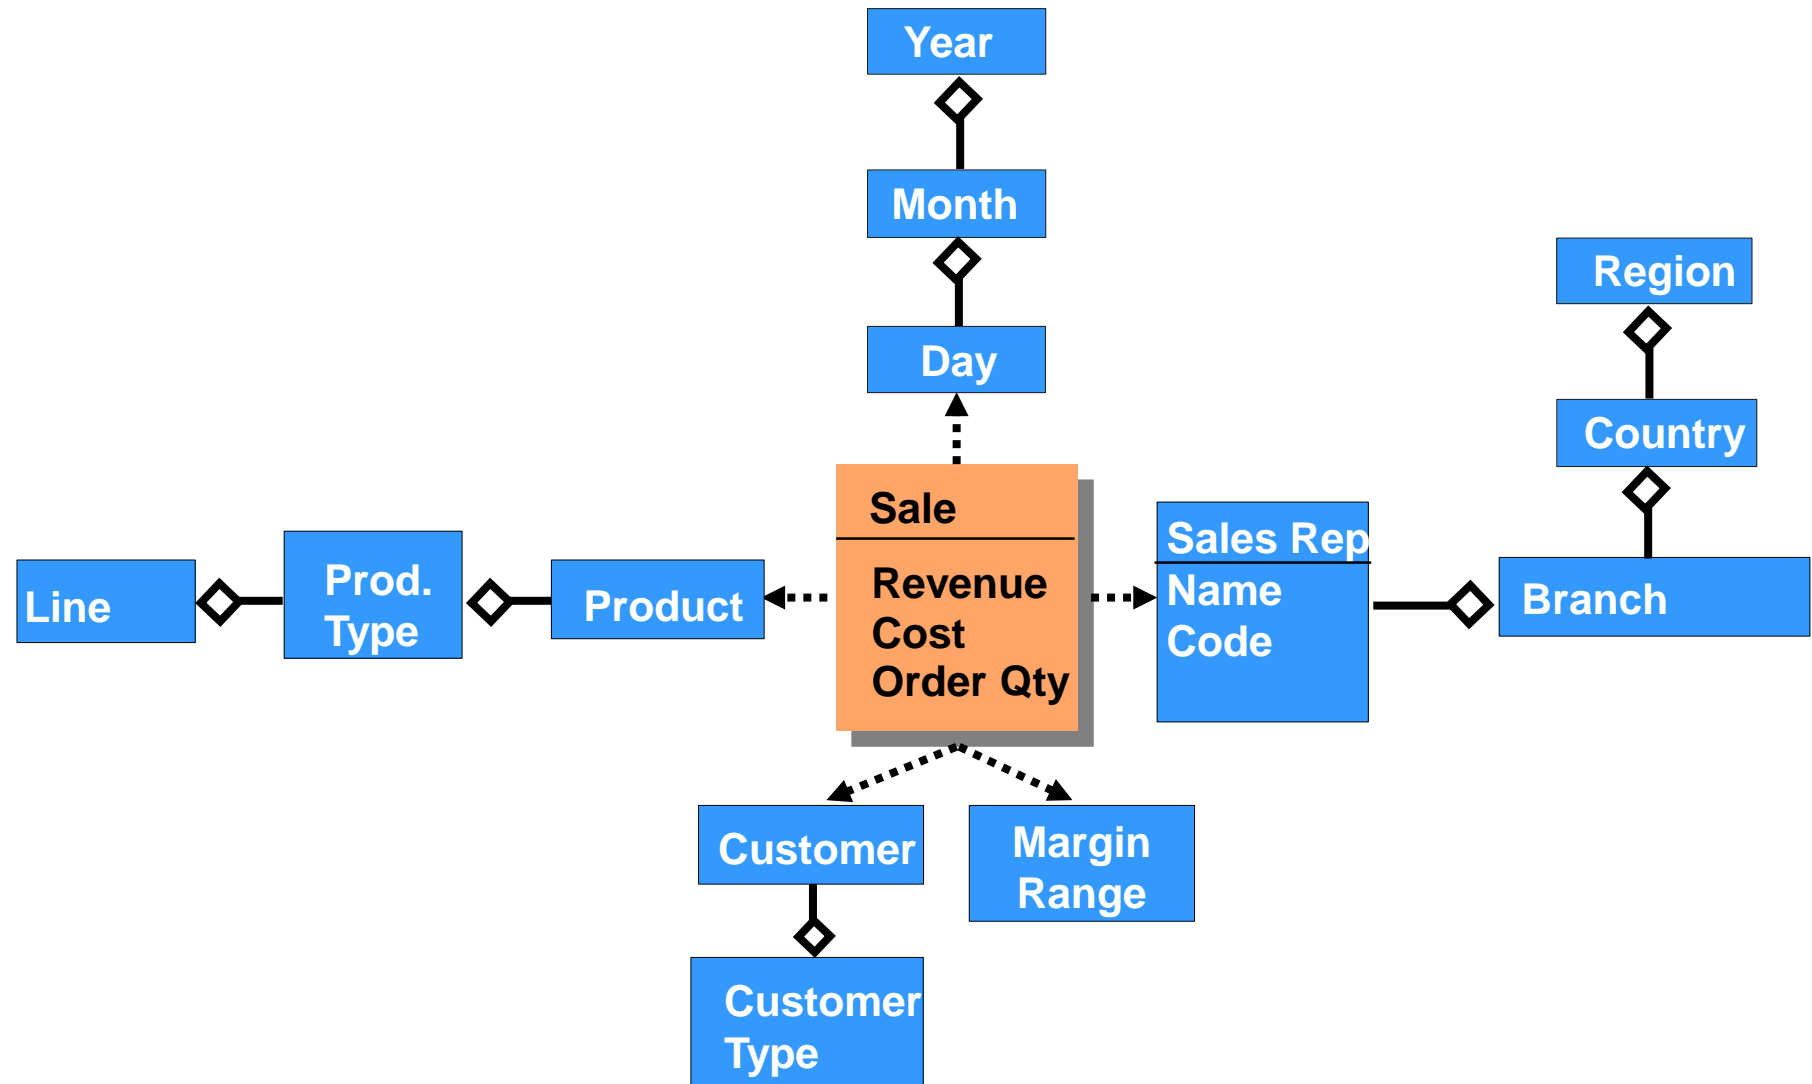 Year
Month
Region
Day
Country
Sale
Revenue
Cost
Order Qty
Sales Rep
Name
Code
Branch
Line
Prod.
Type
Product
Customer
Margin
Range
Customer
Type